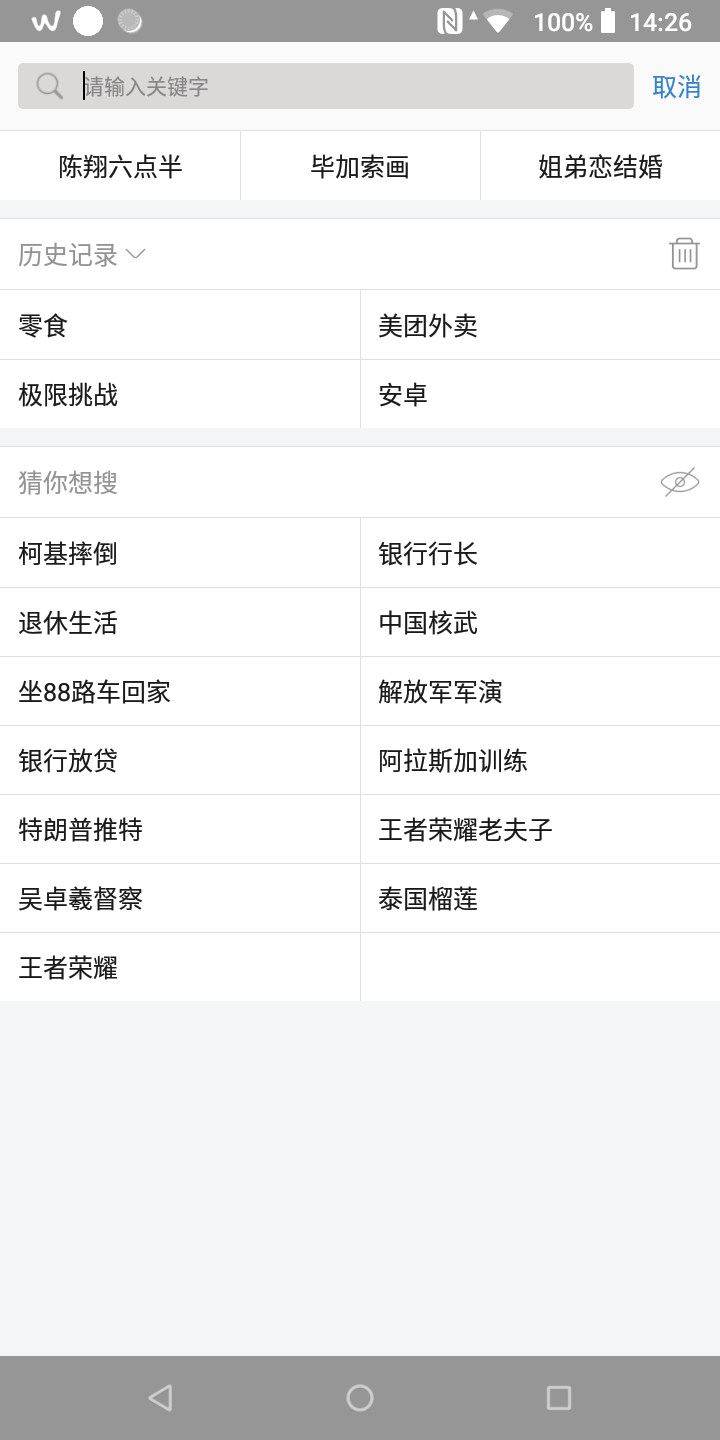 100% 14:26
请输入关键字 取消
陈翔六点半 毕加索画 姐弟恋结婚
历史记录
零食 美团外卖
极限挑战 安卓
猜你想搜
柯基摔倒 银行行长
退休生活 中国核武
坐88路车回家 解放军军演
银行放贷 阿拉斯加训练
特朗普推特 王者荣耀老夫子
吴卓羲督察 泰国榴莲
王者荣耀